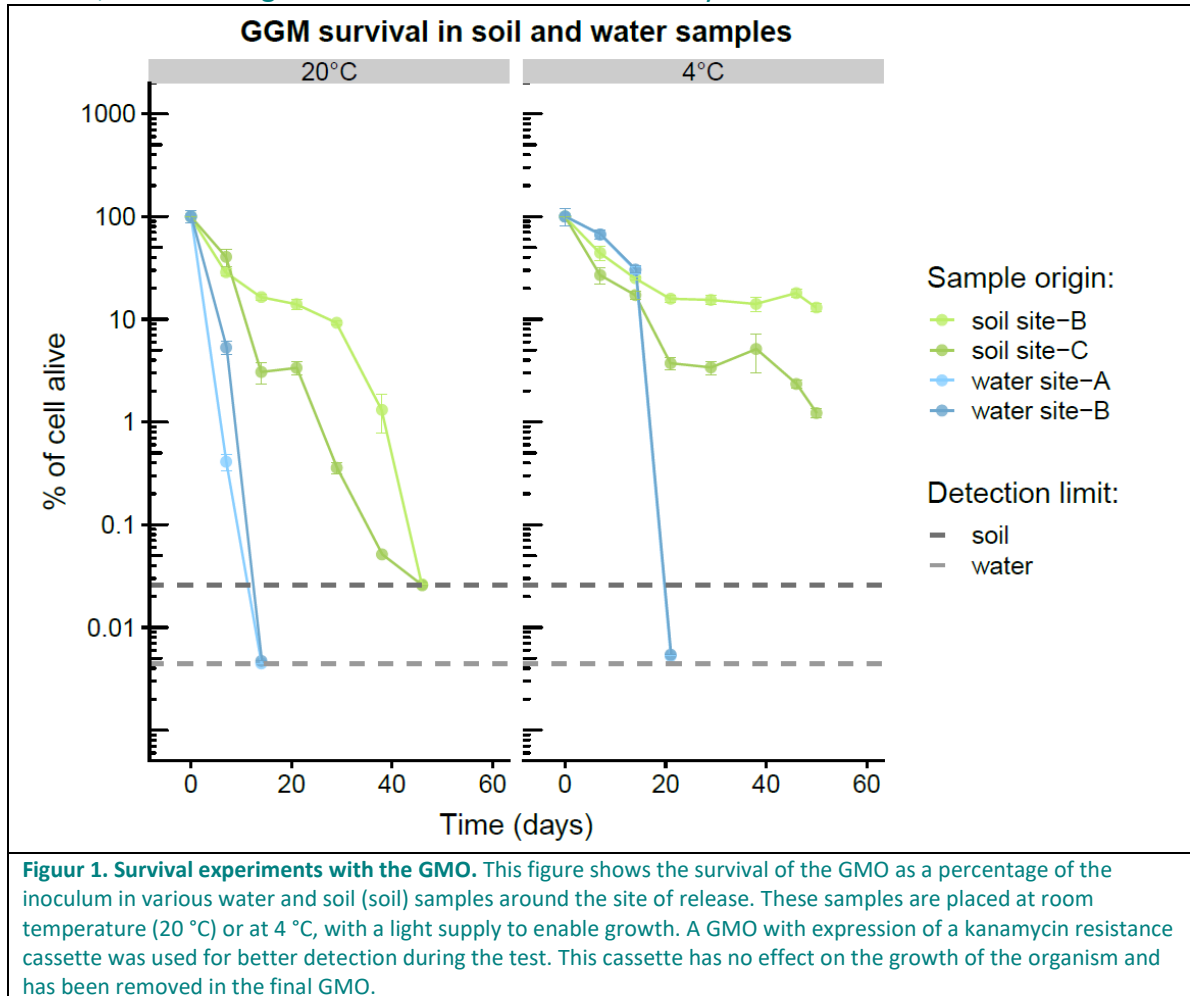 GGM survival in soil and water samples
20°C
4°C
1000
100
10
1
0.1
0.01
% of cell alive
0 20 40 60
0 20 40 60
Time (days)
Sample origin:
soil site−B
soil site−C
water site−A
water site−B
Detection limit:
soil
water
Figuur 1. Survival experiments with the GMO. This figure shows the survival of the GMO as a percentage of the
inoculum in various water and soil (soil) samples around the site of release. These samples are placed at room
temperature (20 °C) or at 4 °C, with a light supply to enable growth. A GMO with expression of a kanamycin resistance
cassette was used for better detection during the test. This cassette has no effect on the growth of the organism and
has been removed in the final GMO.